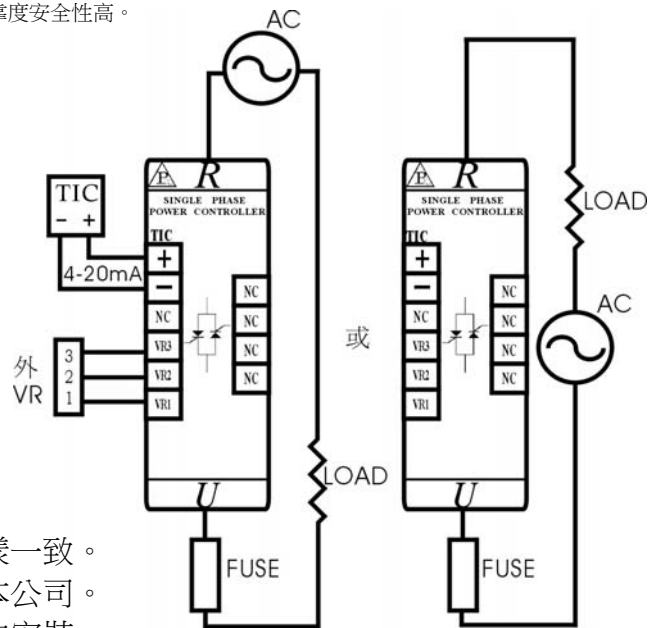 度安全性高。
AC
R
SINGLE PHASE
POWER CONTROLLER
TIC
- +
4-20mA
TIC
+
−
NC
VR3
VR2
VR1
NC
NC
NC
NC
外
VR
3
2
1
U
FUSE
LOAD
或
R
SINGLE PHASE
POWER CONTROLLER
TIC
+
−
NC
VR3
VR2
VR1
NC
NC
NC
NC
U
FUSE
LOAD
AC
一致。
本公司。